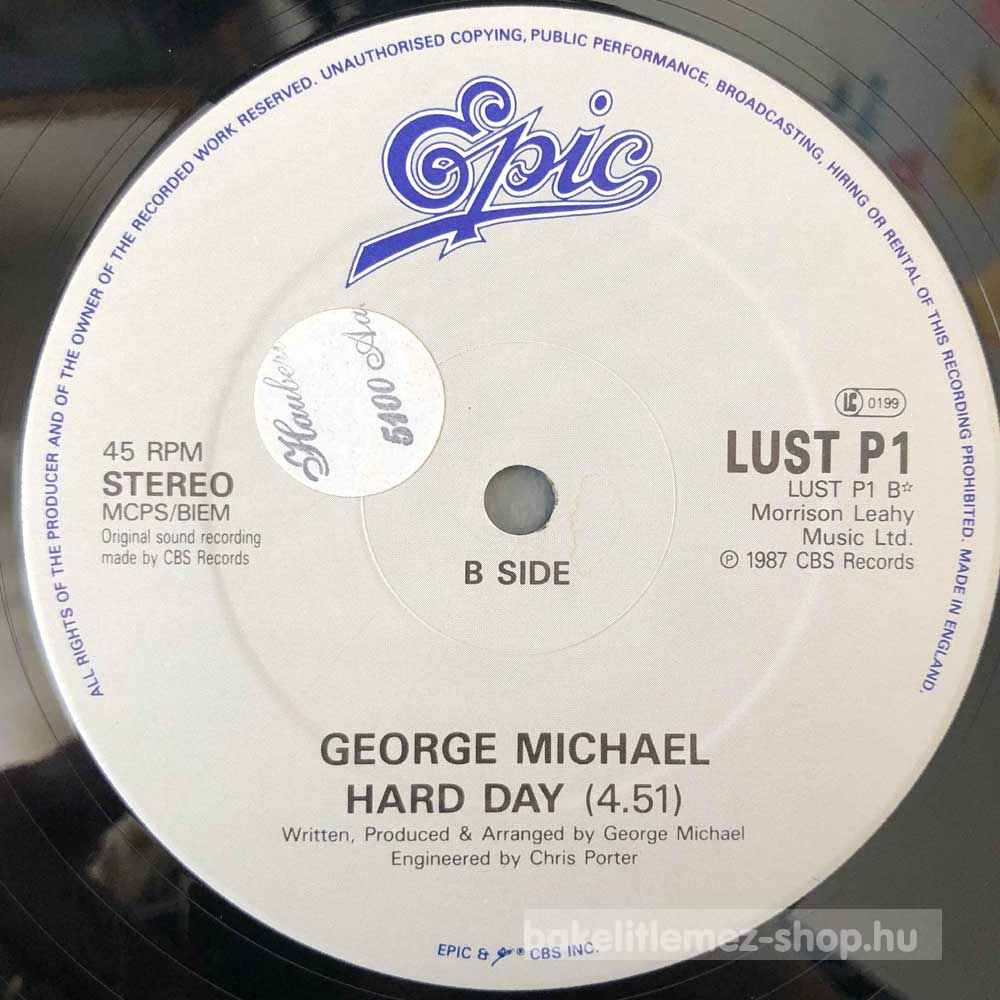 ALL RIGHTS OF THE PRODUCER AND OF THE OWNER OF THE RECORDED WORK RESERVED. UNAUTHORISED COPYING, PUBLIC PERFORMANCE, BROADCASTING, HIRING OR RENTAL OF THIS RECORDING PROHIBITED. MADE IN ENGLAND.
Epic
5100
45 RPM
STEREO
MCPS/BIEM
Original sound recording
made by CBS Records
LC 0199
LUST P1
LUST P1 B☆
Morrison Leahy
Music Ltd.
℗ 1987 CBS Records
B SIDE
GEORGE MICHAEL
HARD DAY (4.51)
Written, Produced & Arranged by George Michael
Engineered by Chris Porter
EPIC & ® CBS INC.
bakelitlemez-shop.hu